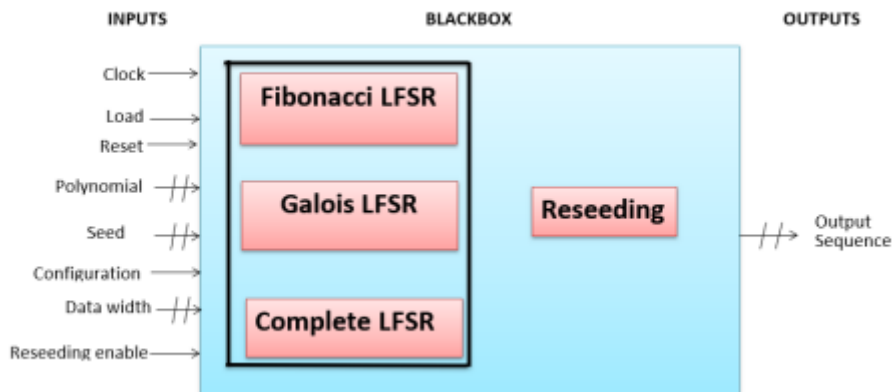 INPUTS
BLACKBOX
OUTPUTS
Clock
Load
Reset
Polynomial
Seed
Configuration
Data width
Reseeding enable
Fibonacci LFSR
Galois LFSR
Complete LFSR
Reseeding
Output
Sequence